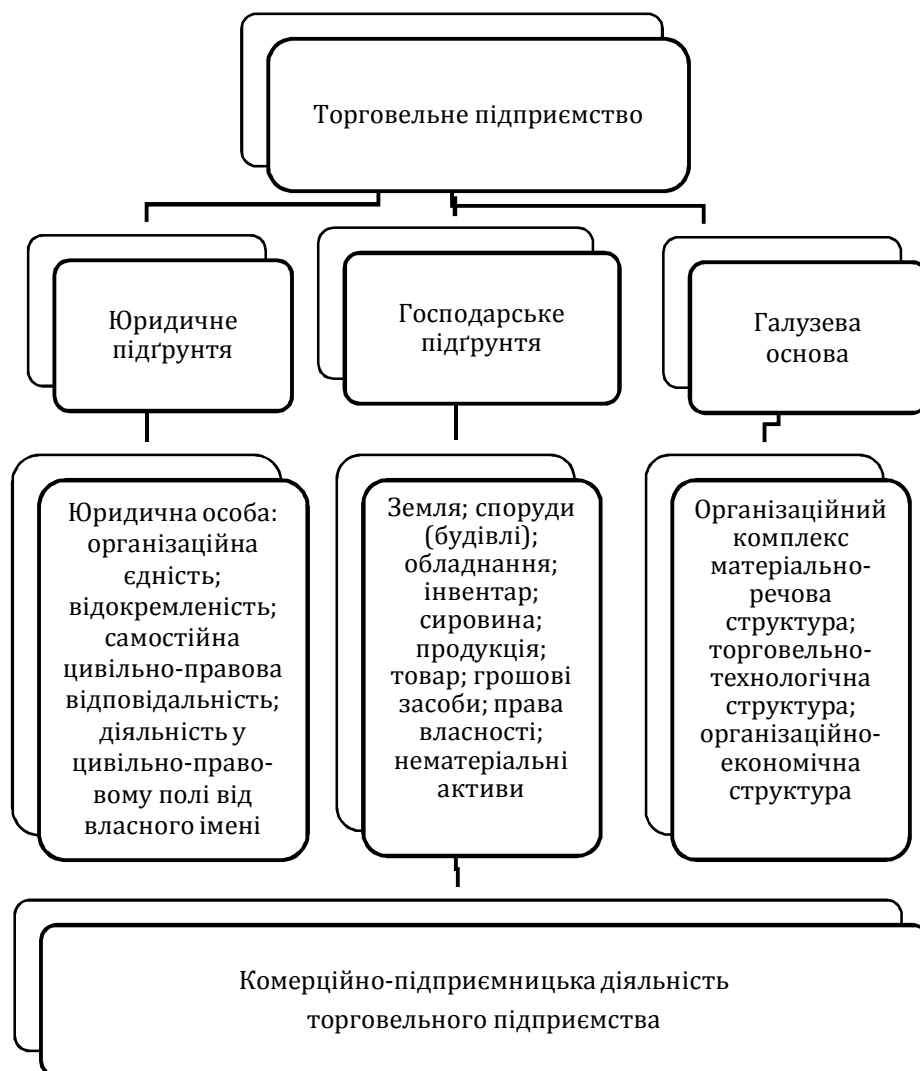 Торговельне підприємство
Юридичне
підґрунтя
Господарське
підґрунтя
Галузева
основа
Юридична особа:
організаційна
єдність;
відокремленість;
самостійна
цивільно-правова
відповідальність;
діяльність у
цивільно-право-
вому полі від
власного імені
Земля; споруди
(будівлі);
обладнання;
інвентар;
сировина;
продукція;
товар; грошові
засоби; права
власності;
нематеріальні
активи
Організаційний
комплекс
матеріально-
речова
структура;
торговельно-
технологічна
структура;
організаційно-
економічна
структура
Комерційно-підприємницька діяльність
торговельного підприємства